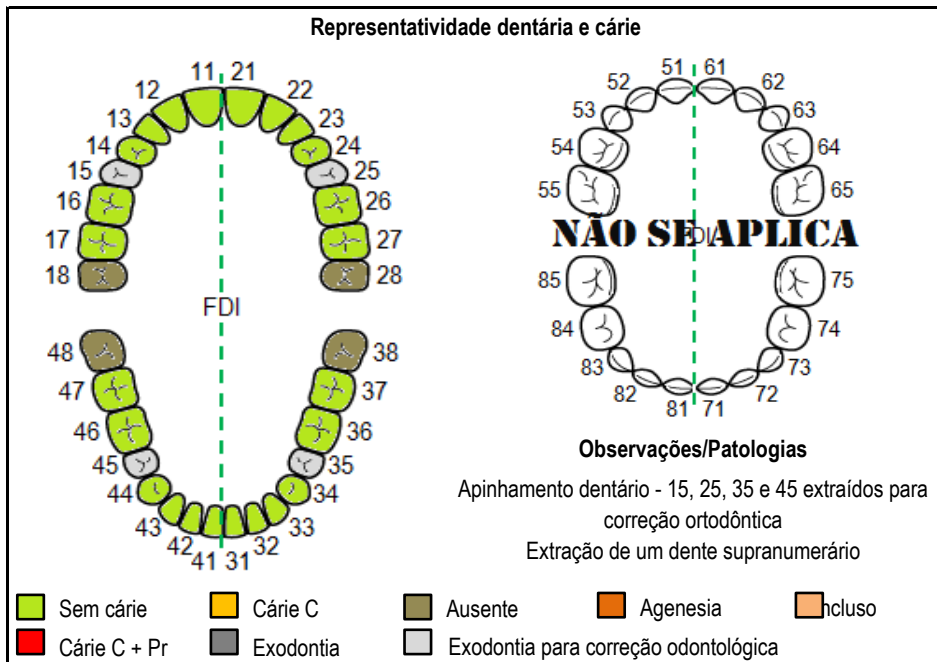 Representatividade dentária e cárie
11 21
12 22
13 23
14 24
15 25
16 26
17 27
18 28
FDI
48 38
47 37
46 36
45 35
44 34
43 33
42 32
41 31
51 61
52 62
53 63
54 64
55 65
NÃO SE APLICA
FDI
85 75
84 74
83 73
82 72
81 71
Observações/Patologias
Apinhamento dentário - 15, 25, 35 e 45 extraídos para
correção ortodôntica
Extração de um dente supranumerário
Sem cárie Cárie C Ausente Agenesia ncluso
Cárie C + Pr Exodontia Exodontia para correção odontológica